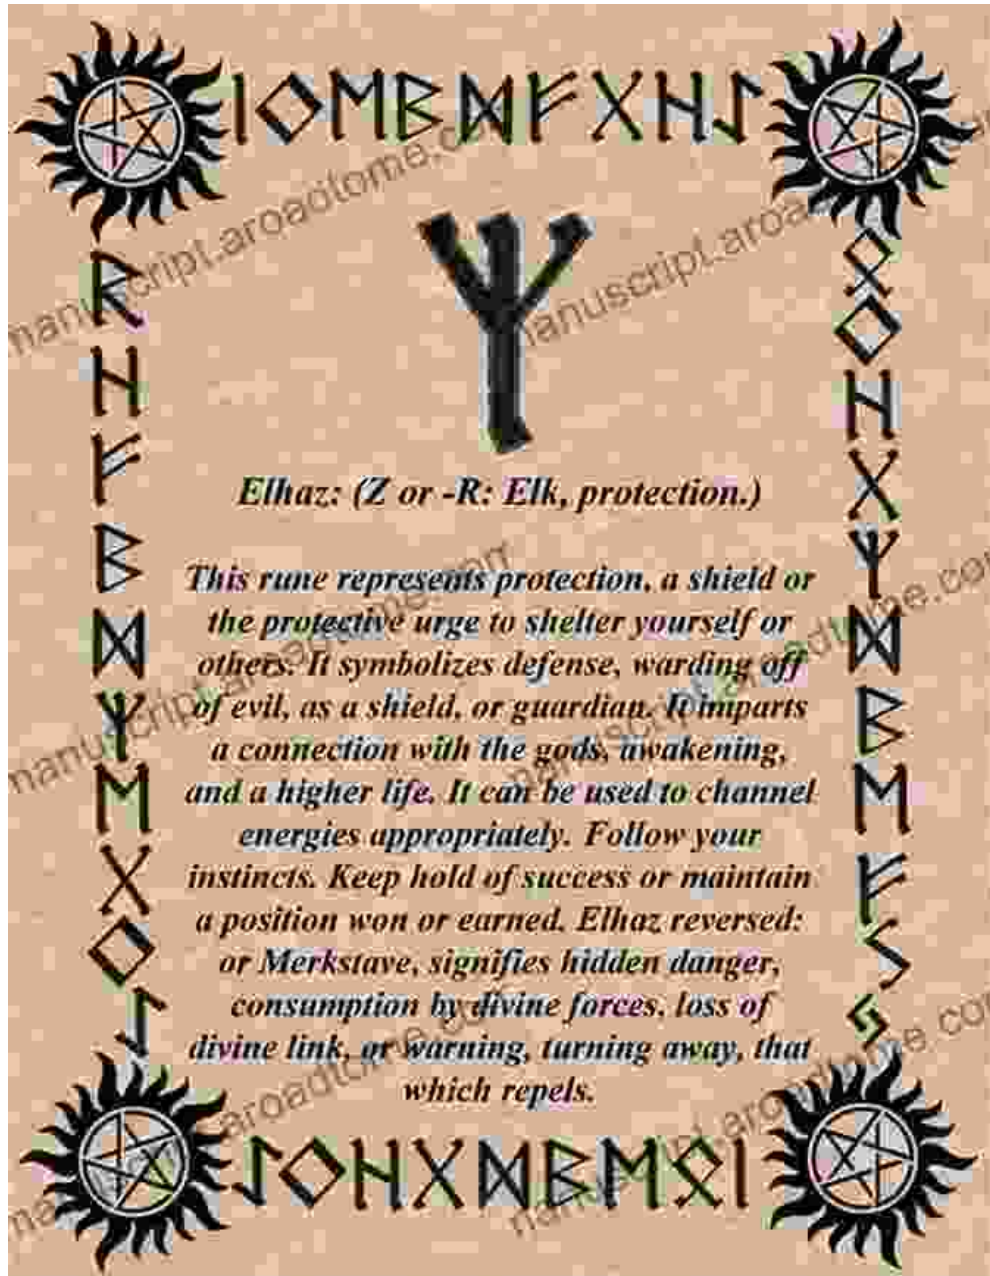 ᛁᛟᛖᛒᛞᚠᚷᚺᛇ
ᛉ
Elhaz: (Z or -R: Elk, protection.)
This rune represents protection, a shield or
the protective urge to shelter yourself or
others. It symbolizes defense, warding off
of evil, as a shield, or guardian. It imparts
a connection with the gods, awakening,
and a higher life. It can be used to channel
energies appropriately. Follow your
instincts. Keep hold of success or maintain
a position won or earned. Elhaz reversed:
or Merkstave, signifies hidden danger,
consumption by divine forces, loss of
divine link, or warning, turning away, that
which repels.
manuscript.aroadtome.com